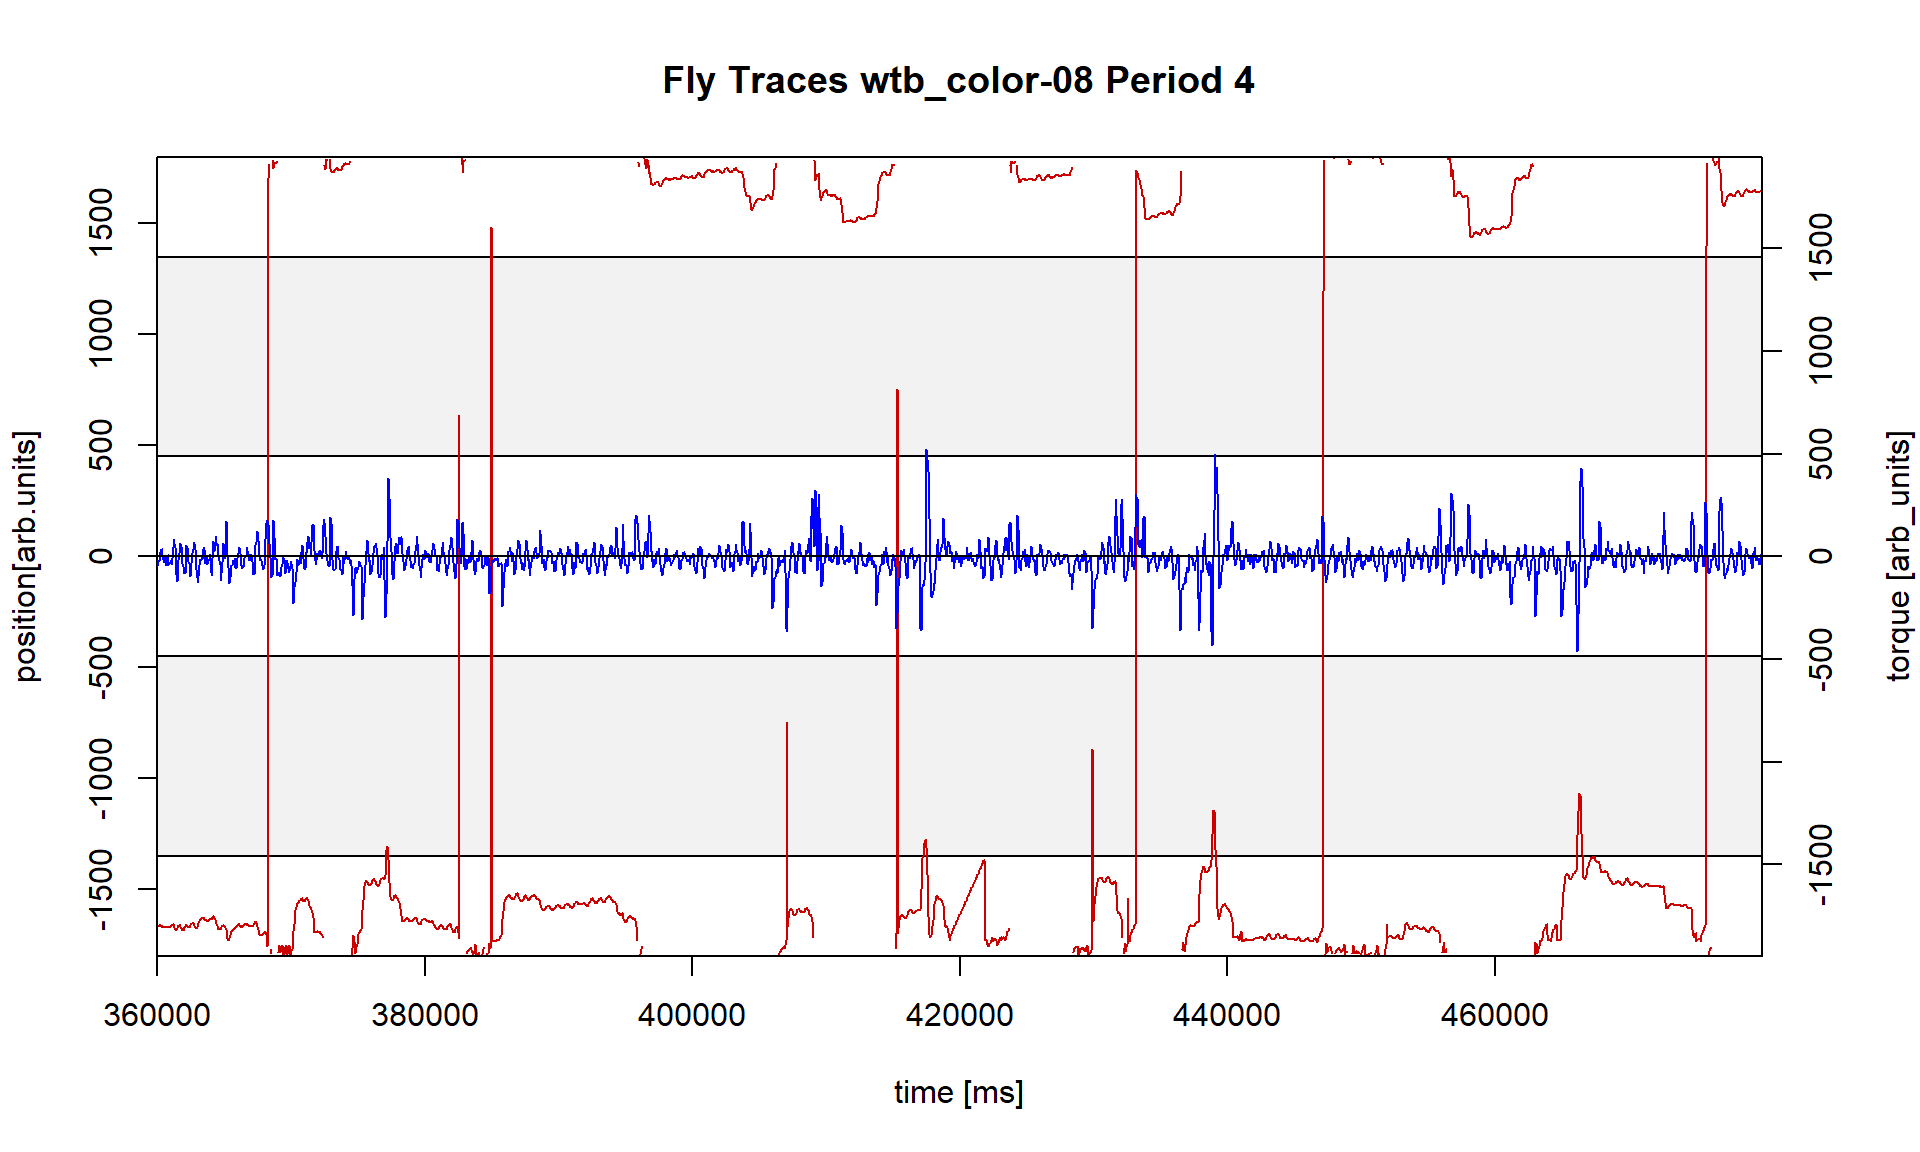 Fly Traces wtb_color-08 Period 4
position[arb.units]
1500
1000
500
0
-500
-1000
-1500
1500
1000
500
0
-500
-1500
torque [arb_units]
360000 380000 400000 420000 440000 460000
time [ms]